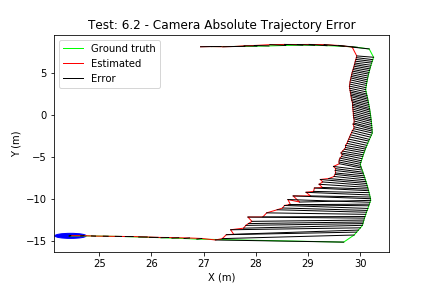 Test: 6.2 - Camera Absolute Trajectory Error
Ground truth
Estimated
Error
Y (m)
5
0
−5
−10
−15
25 26 27 28 29 30
X (m)